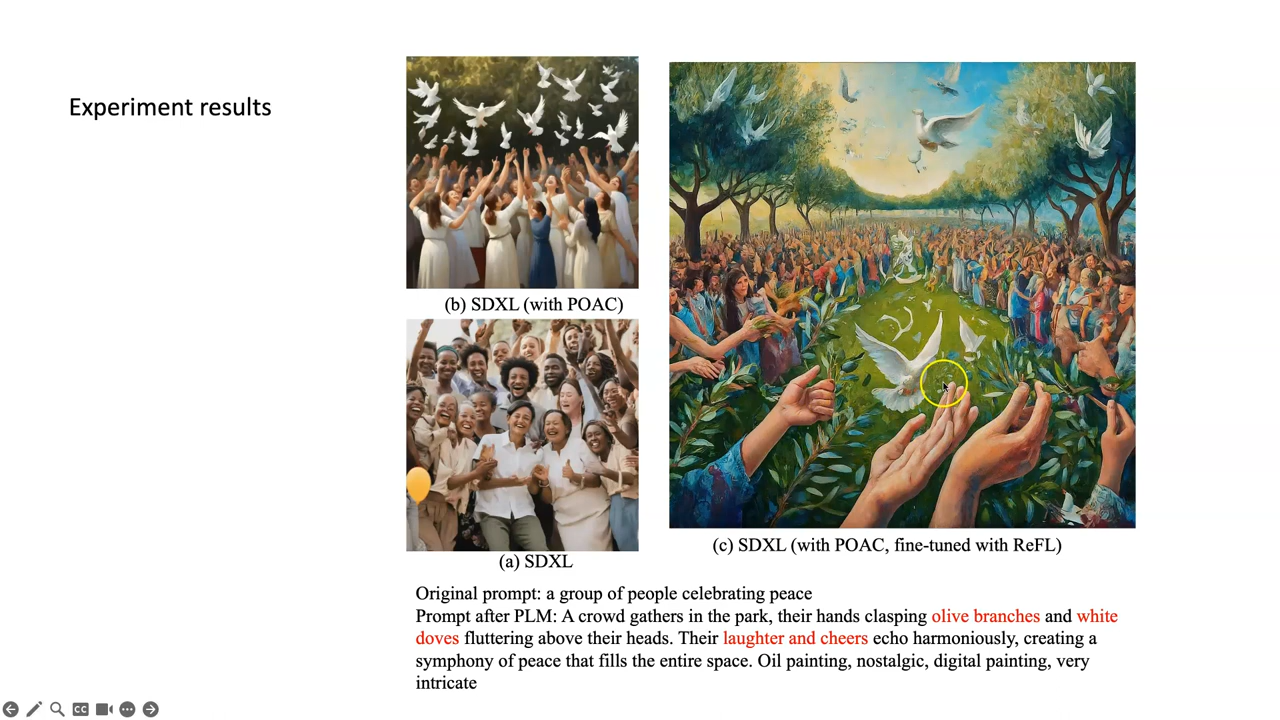 Experiment results
(b) SDXL (with POAC)
(a) SDXL
(c) SDXL (with POAC, fine-tuned with ReFL)
Original prompt: a group of people celebrating peace
Prompt after PLM: A crowd gathers in the park, their hands clasping olive branches and white
doves fluttering above their heads. Their laughter and cheers echo harmoniously, creating a
symphony of peace that fills the entire space. Oil painting, nostalgic, digital painting, very
intricate
CC